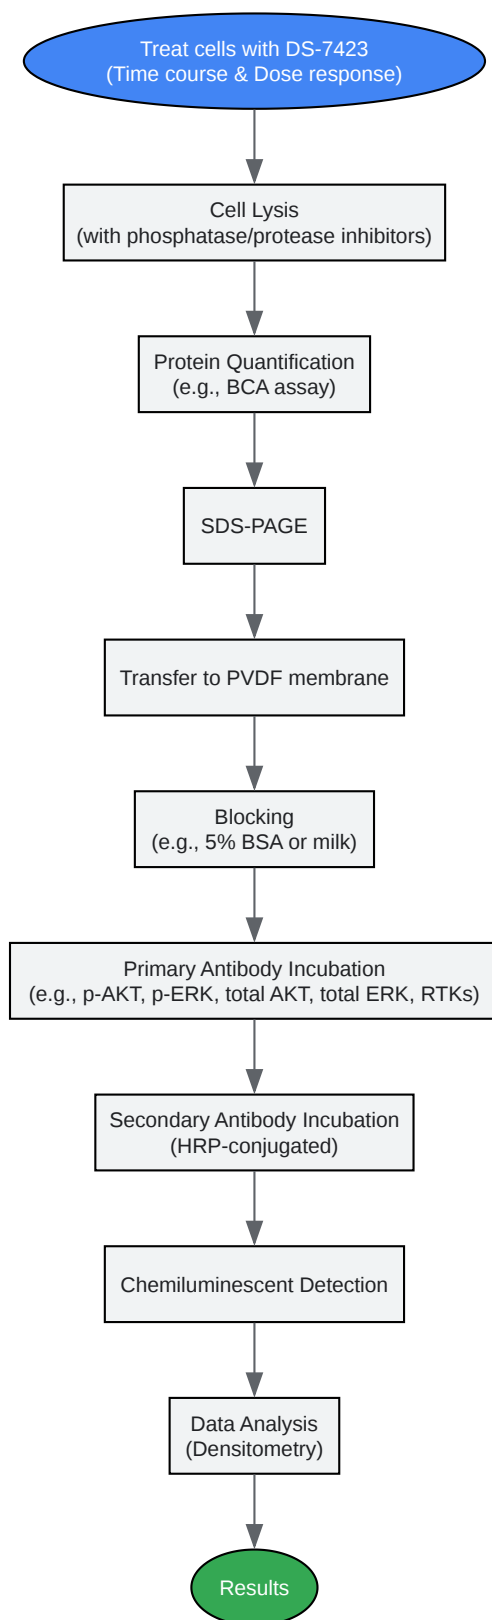 Treat cells with DS-7423
(Time course & Dose response)
Cell Lysis
(with phosphatase/protease inhibitors)
Protein Quantification
(e.g., BCA assay)
SDS-PAGE
Transfer to PVDF membrane
Blocking
(e.g., 5% BSA or milk)
Primary Antibody Incubation
(e.g., p-AKT, p-ERK, total AKT, total ERK, RTKs)
Secondary Antibody Incubation
(HRP-conjugated)
Chemiluminescent Detection
Data Analysis
(Densitometry)
Results